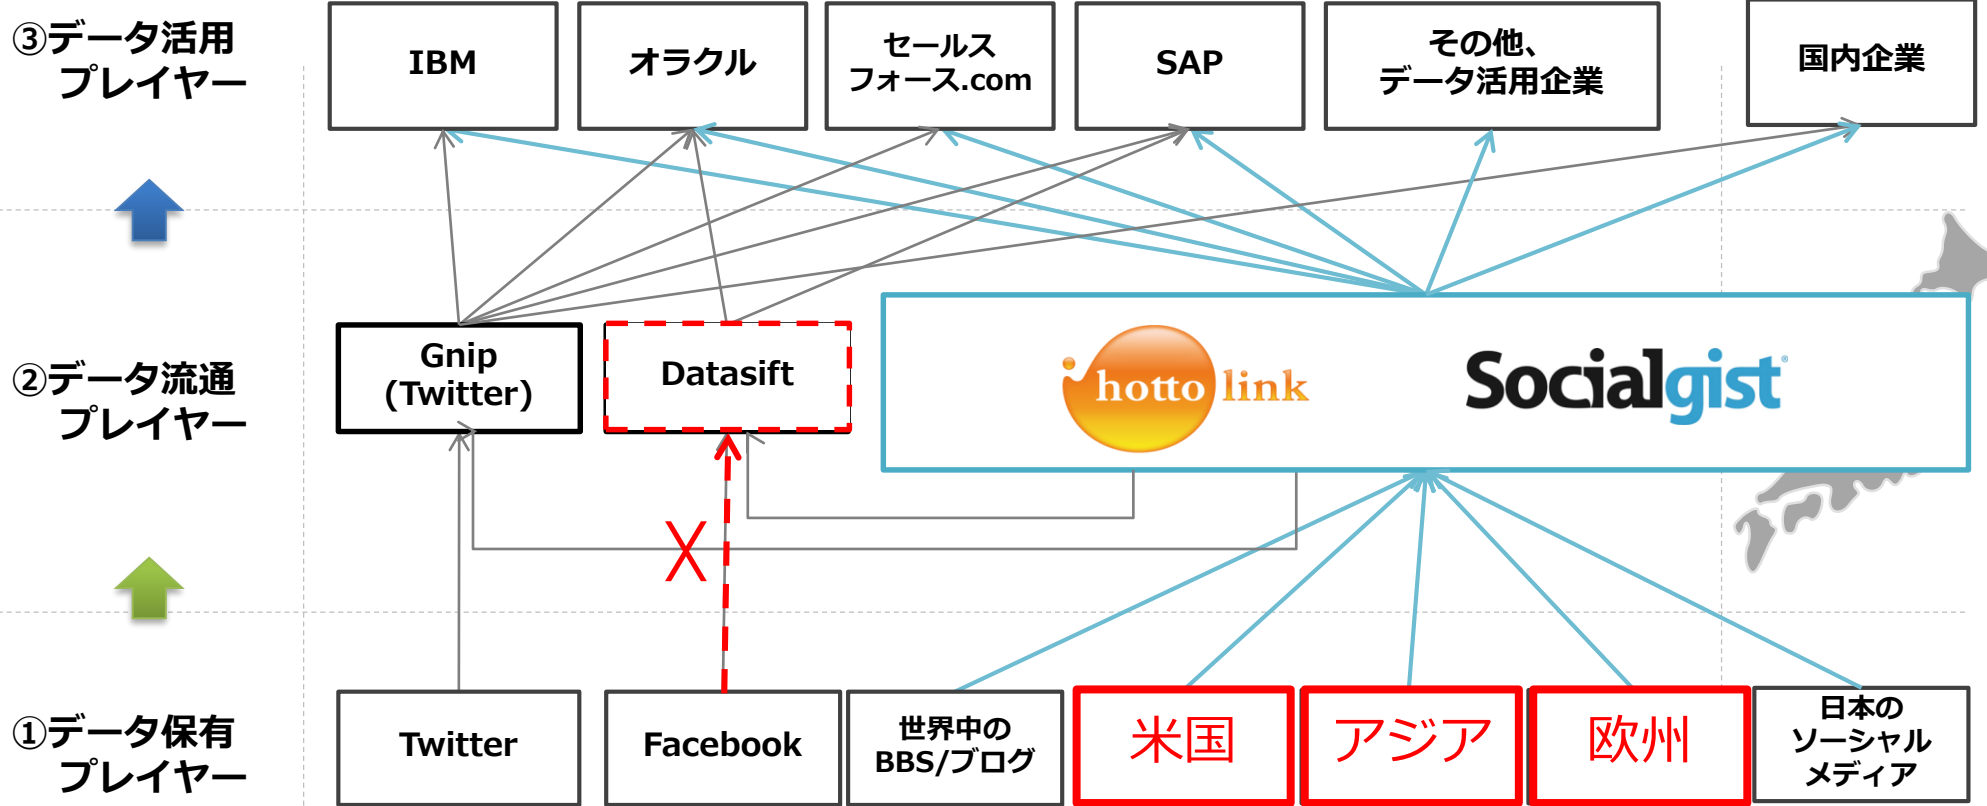 ③データ活用
プレイヤー
IBM
オラクル
セールス
フォース.com
SAP
その他、
データ活用企業
国内企業
②データ流通
プレイヤー
Gnip
(Twitter)
Datasift
hotto link
Socialgist
X
①データ保有
プレイヤー
Twitter
Facebook
世界中の
BBS/ブログ
米国
アジア
欧州
日本の
ソーシャル
メディア